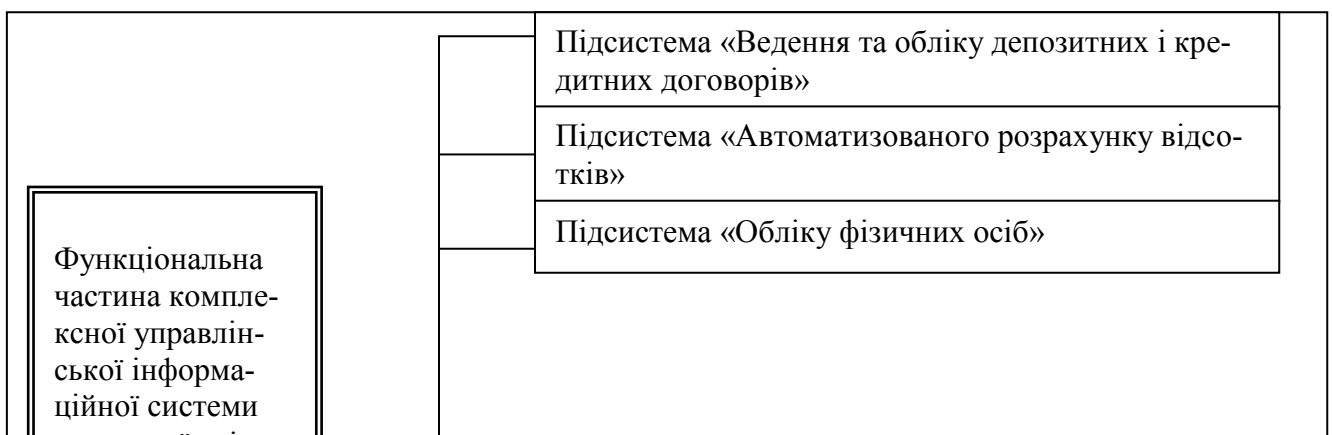 Підсистема «Ведення та обліку депозитних і кре-
дитних договорів»
Підсистема «Автоматизованого розрахунку відсо-
тків»
Підсистема «Обліку фізичних осіб»
Функціональна
частина компле-
ксної управлін-
ської інформа-
ційної системи